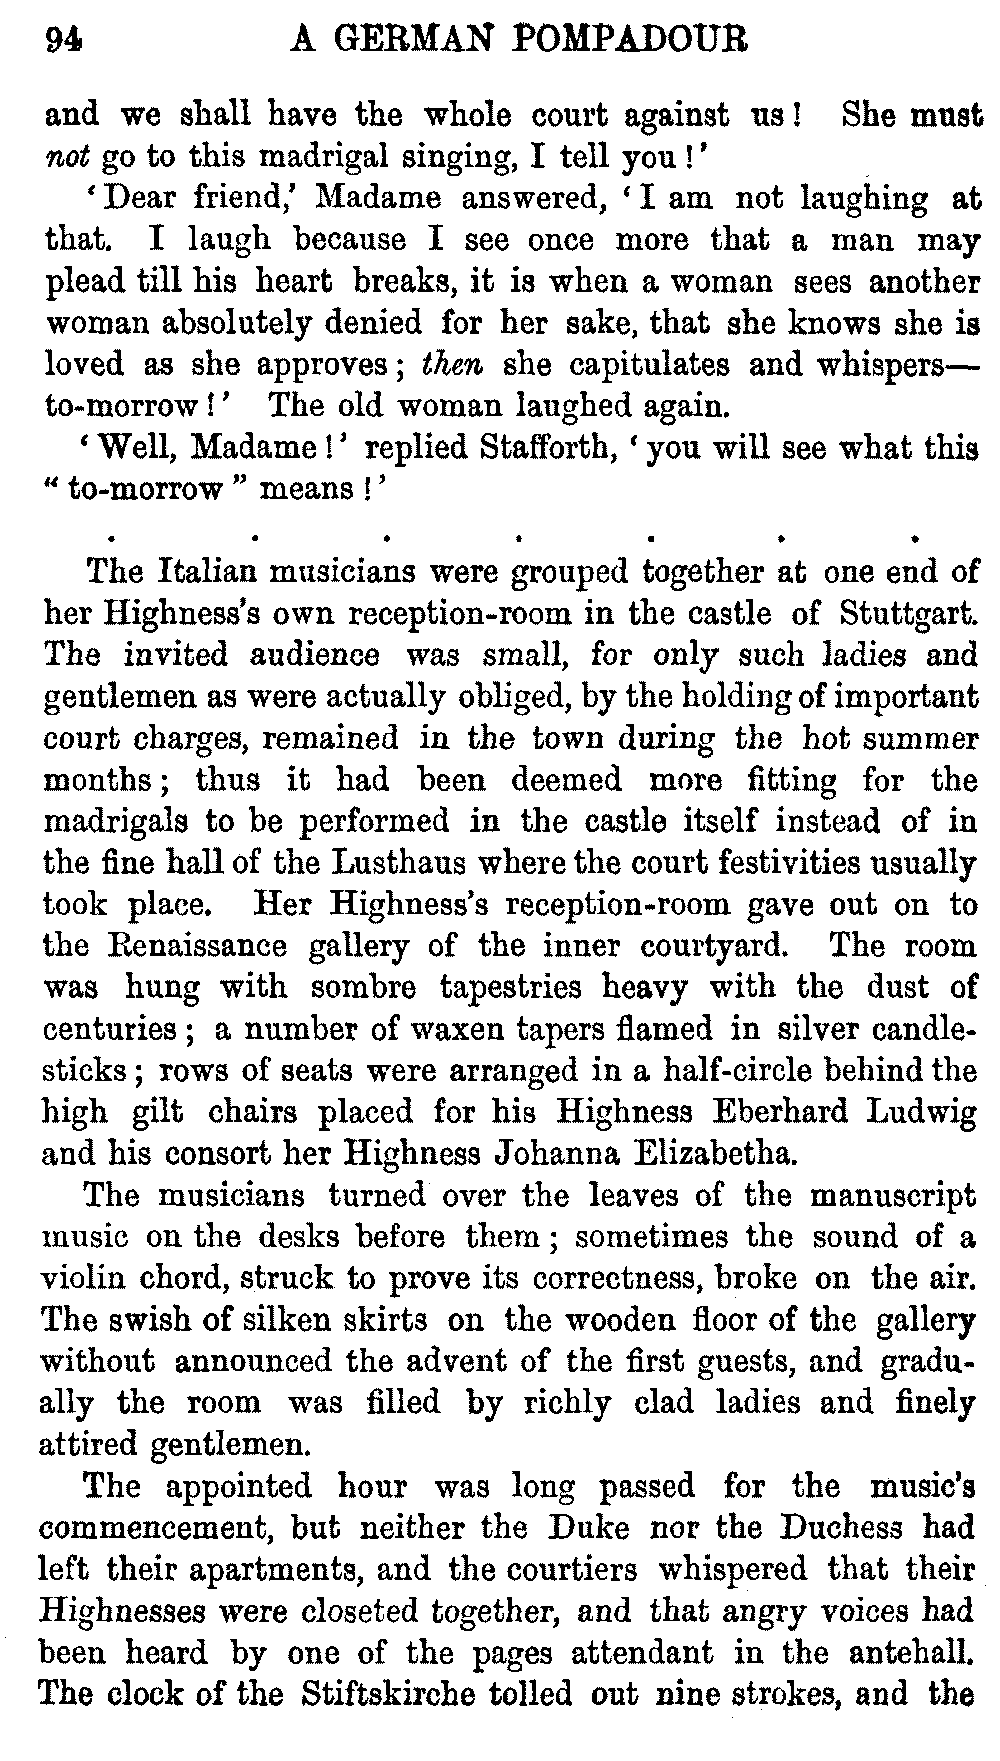 94 A GERMAN POMPADOUR
and we shall have the whole court against us! She must
not go to this madrigal singing, I tell you!'
'Dear friend,' Madame answered, 'I am not laughing at
that. I laugh because I see once more that a man may
plead till his heart breaks, it is when a woman sees another
woman absolutely denied for her sake, that she knows she is
loved as she approves; then she capitulates and whispers—
to-morrow!' The old woman laughed again.
'Well, Madame!' replied Stafforth, 'you will see what this
"to-morrow" means!'
. . . . . . .
The Italian musicians were grouped together at one end of
her Highness's own reception-room in the castle of Stuttgart.
The invited audience was small, for only such ladies and
gentlemen as were actually obliged, by the holding of important
court charges, remained in the town during the hot summer
months; thus it had been deemed more fitting for the
madrigals to be performed in the castle itself instead of in
the fine hall of the Lusthaus where the court festivities usually
took place. Her Highness's reception-room gave out on to
the Renaissance gallery of the inner courtyard. The room
was hung with sombre tapestries heavy with the dust of
centuries; a number of waxen tapers flamed in silver candle-
sticks; rows of seats were arranged in a half-circle behind the
high gilt chairs placed for his Highness Eberhard Ludwig
and his consort her Highness Johanna Elizabetha.
The musicians turned over the leaves of the manuscript
music on the desks before them; sometimes the sound of a
violin chord, struck to prove its correctness, broke on the air.
The swish of silken skirts on the wooden floor of the gallery
without announced the advent of the first guests, and gradu-
ally the room was filled by richly clad ladies and finely
attired gentlemen.
The appointed hour was long passed for the music's
commencement, but neither the Duke nor the Duchess had
left their apartments, and the courtiers whispered that their
Highnesses were closeted together, and that angry voices had
been heard by one of the pages attendant in the antehall.
The clock of the Stiftskirche tolled out nine strokes, and the